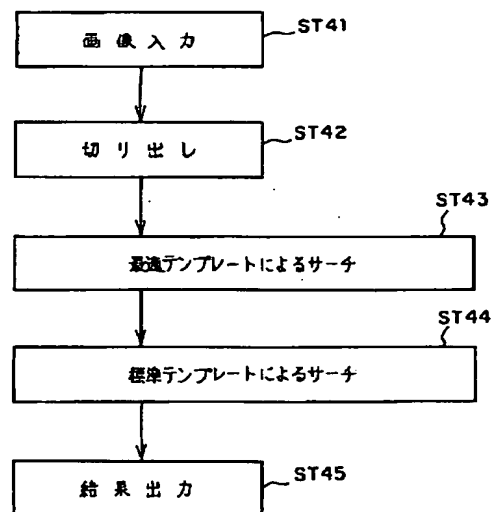 画像入力
ST41
切り出し
ST42
ST43
最適テンプレートによるサーチ
ST44
標準テンプレートによるサーチ
結果出力
ST45